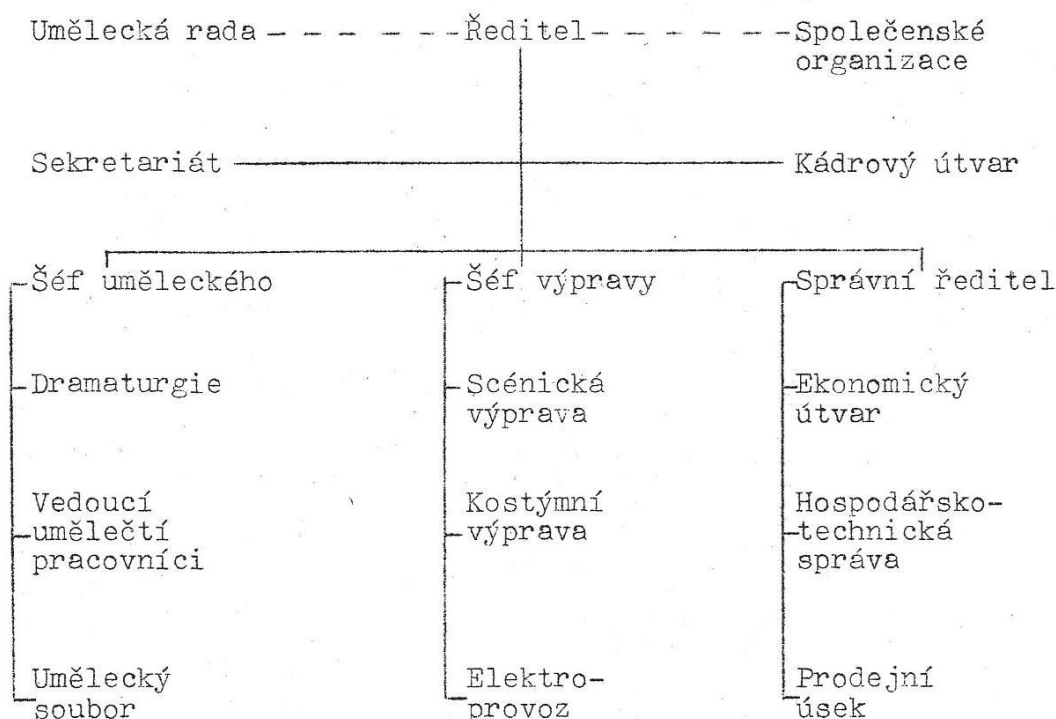 Umělecká rada Ředitel Společenské
organizace
Sekretariát Kádrový útvar
Šéf uměleckého Šéf výpravy Správní ředitel
Dramaturgie
Scénická
výprava
Ekonomický
útvar
Vedoucí
umělečtí
pracovníci
Kostýmní
výprava
Hospodářsko-
technická
správa
Umělecký
soubor
Elektro-
provoz
Prodejní
úsek